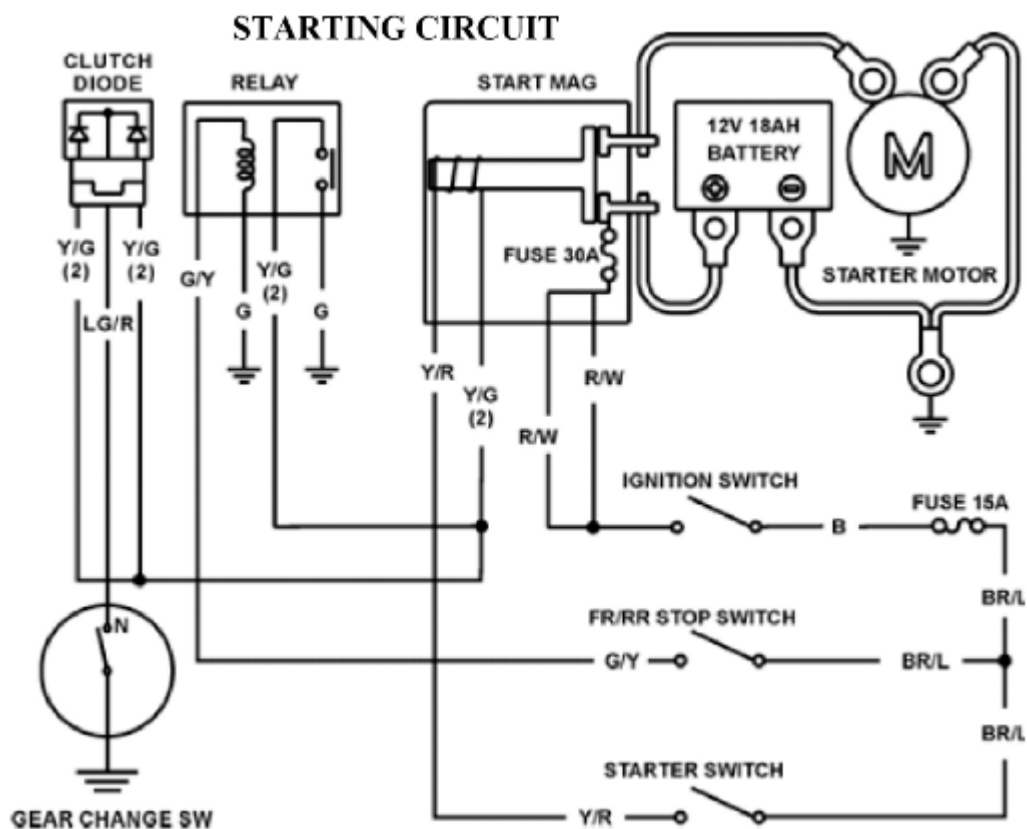 STARTING CIRCUIT
CLUTCH
DIODE
RELAY
START MAG
12V 18AH
BATTERY
M
FUSE 30A
STARTER MOTOR
Y/G
(2)
LG/R
Y/G
(2)
G/Y
G
Y/G
(2)
G
Y/R
Y/G
(2)
R/W
R/W
IGNITION SWITCH
B
FUSE 15A
BR/L
N
FR/RR STOP SWITCH
G/Y
BR/L
BR/L
STARTER SWITCH
Y/R
GEAR CHANGE SW